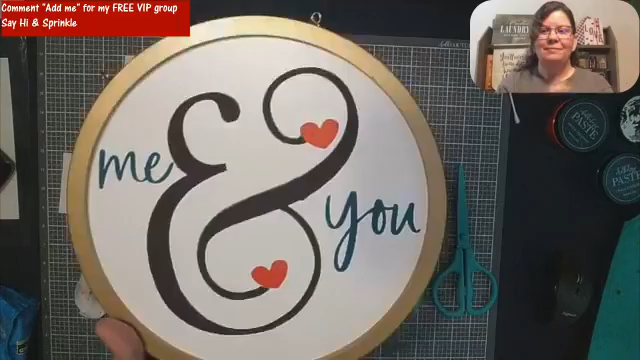 Comment "Add me" for my FREE VIP group
Say Hi & Sprinkle
LAUNDRY
me & you
PASTE
PASTE